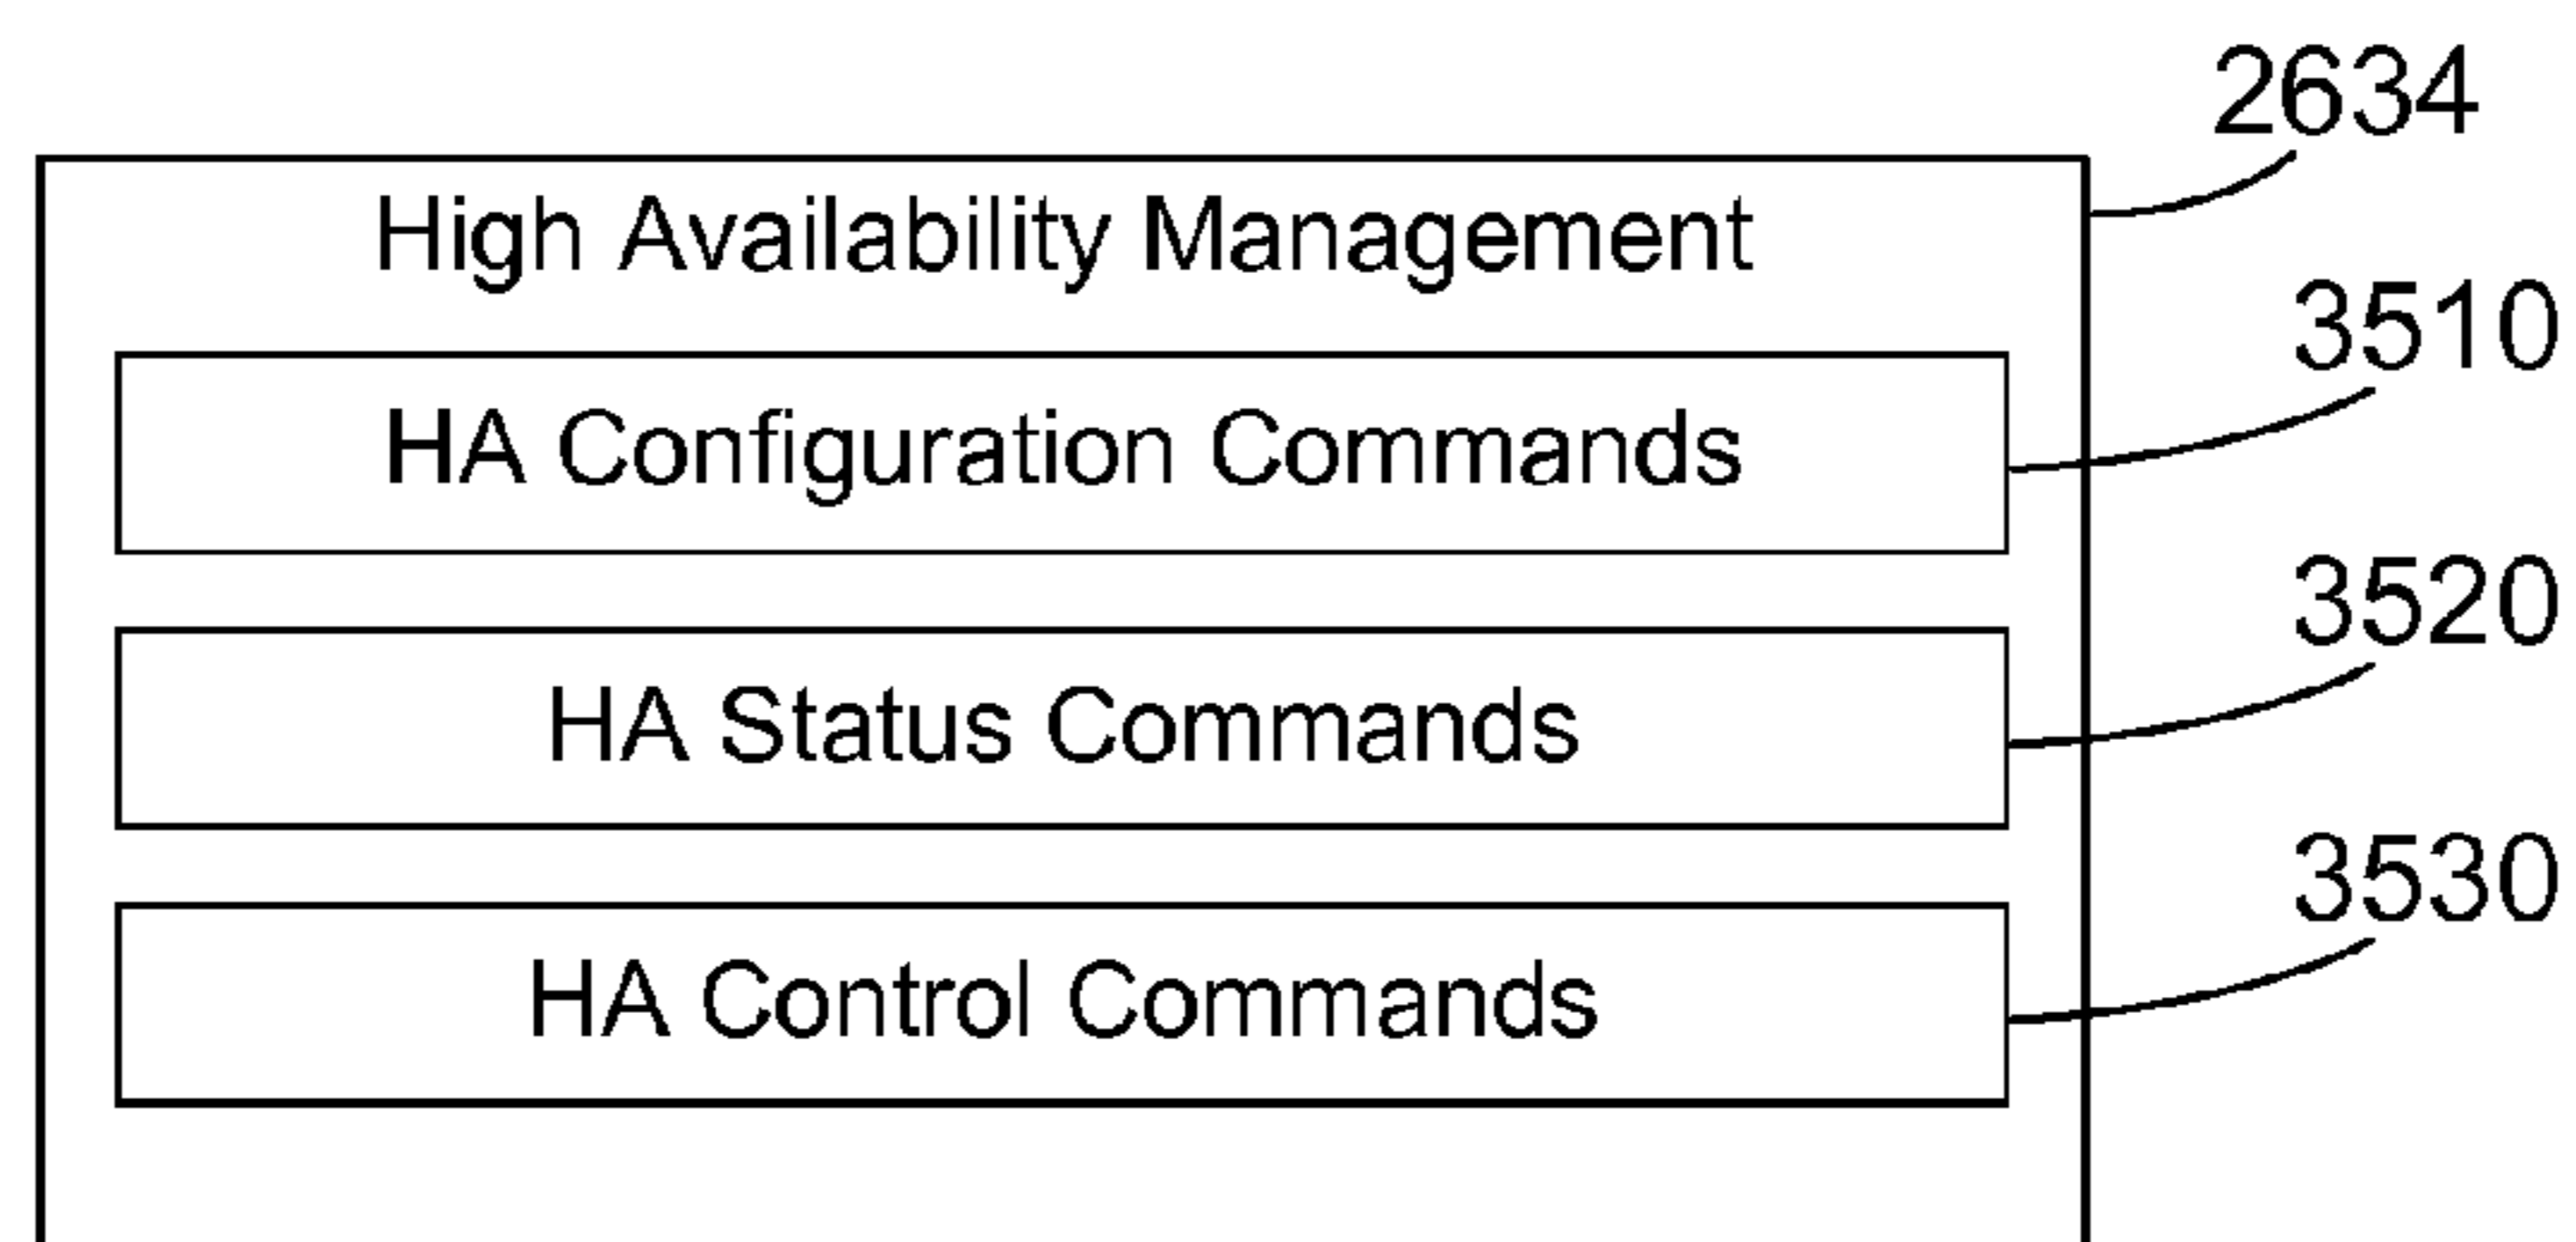 2634
High Availability Management
3510
HA Configuration Commands
3520
HA Status Commands
3530
HA Control Commands